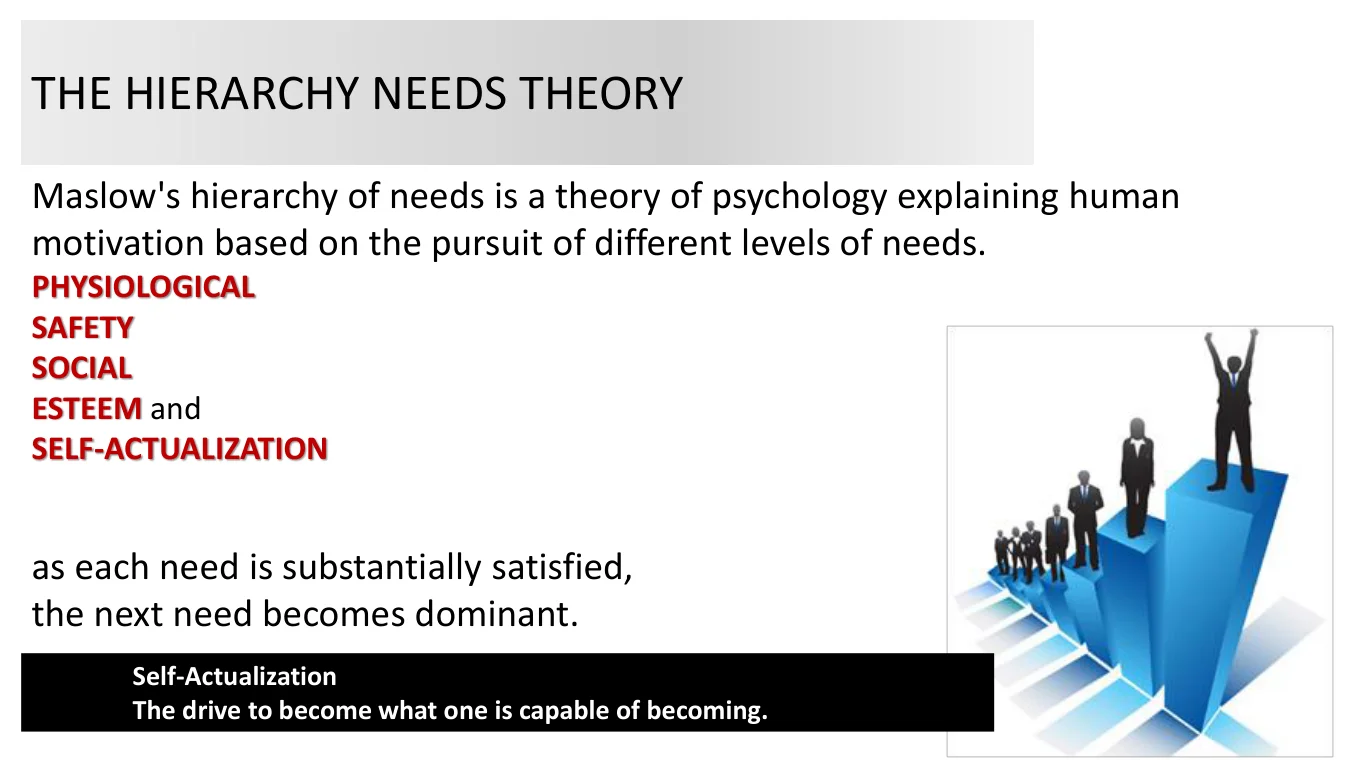 THE HIERARCHY NEEDS THEORY
Maslow's hierarchy of needs is a theory of psychology explaining human
motivation based on the pursuit of different levels of needs.
PHYSIOLOGICAL
SAFETY
SOCIAL
ESTEEM and
SELF-ACTUALIZATION
as each need is substantially satisfied,
the next need becomes dominant.
Self-Actualization
The drive to become what one is capable of becoming.